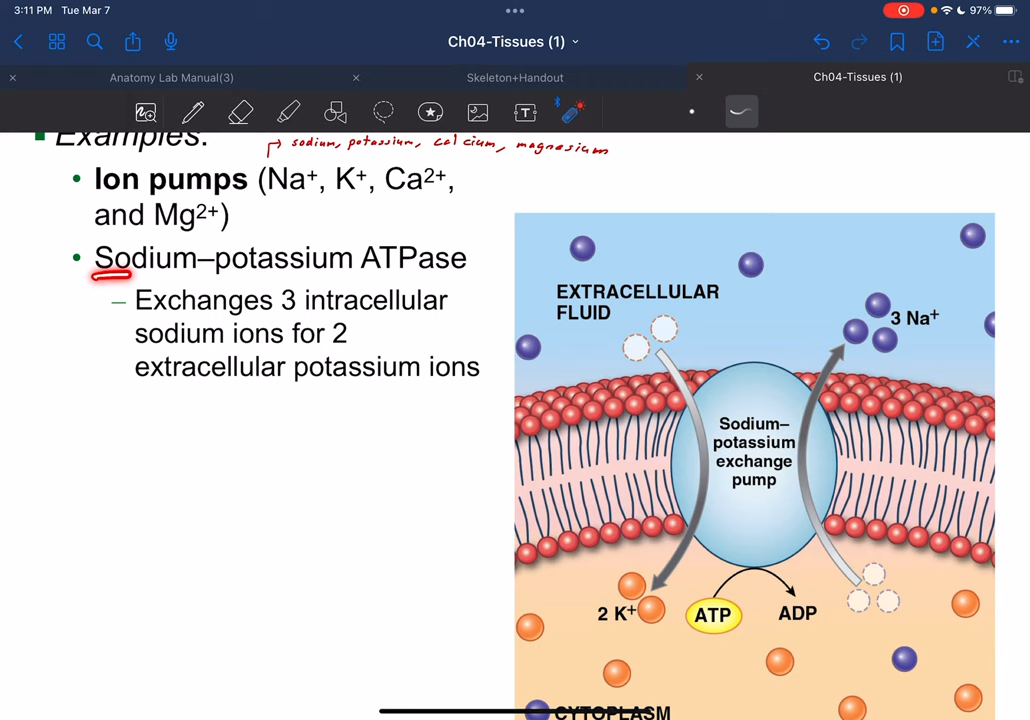 3:11 PM Tue Mar 7
97%
Ch04-Tissues (1)
Anatomy Lab Manual(3)
Skeleton+Handout
Ch04-Tissues (1)
Examples:
sodium, potassium, calcium, magnesium
• Ion pumps (Na⁺, K⁺, Ca²⁺,
and Mg²⁺)
• Sodium–potassium ATPase
– Exchanges 3 intracellular
sodium ions for 2
extracellular potassium ions
EXTRACELLULAR
FLUID
3 Na⁺
Sodium–
potassium
exchange
pump
2 K⁺
ATP
ADP
CYTOPLASM